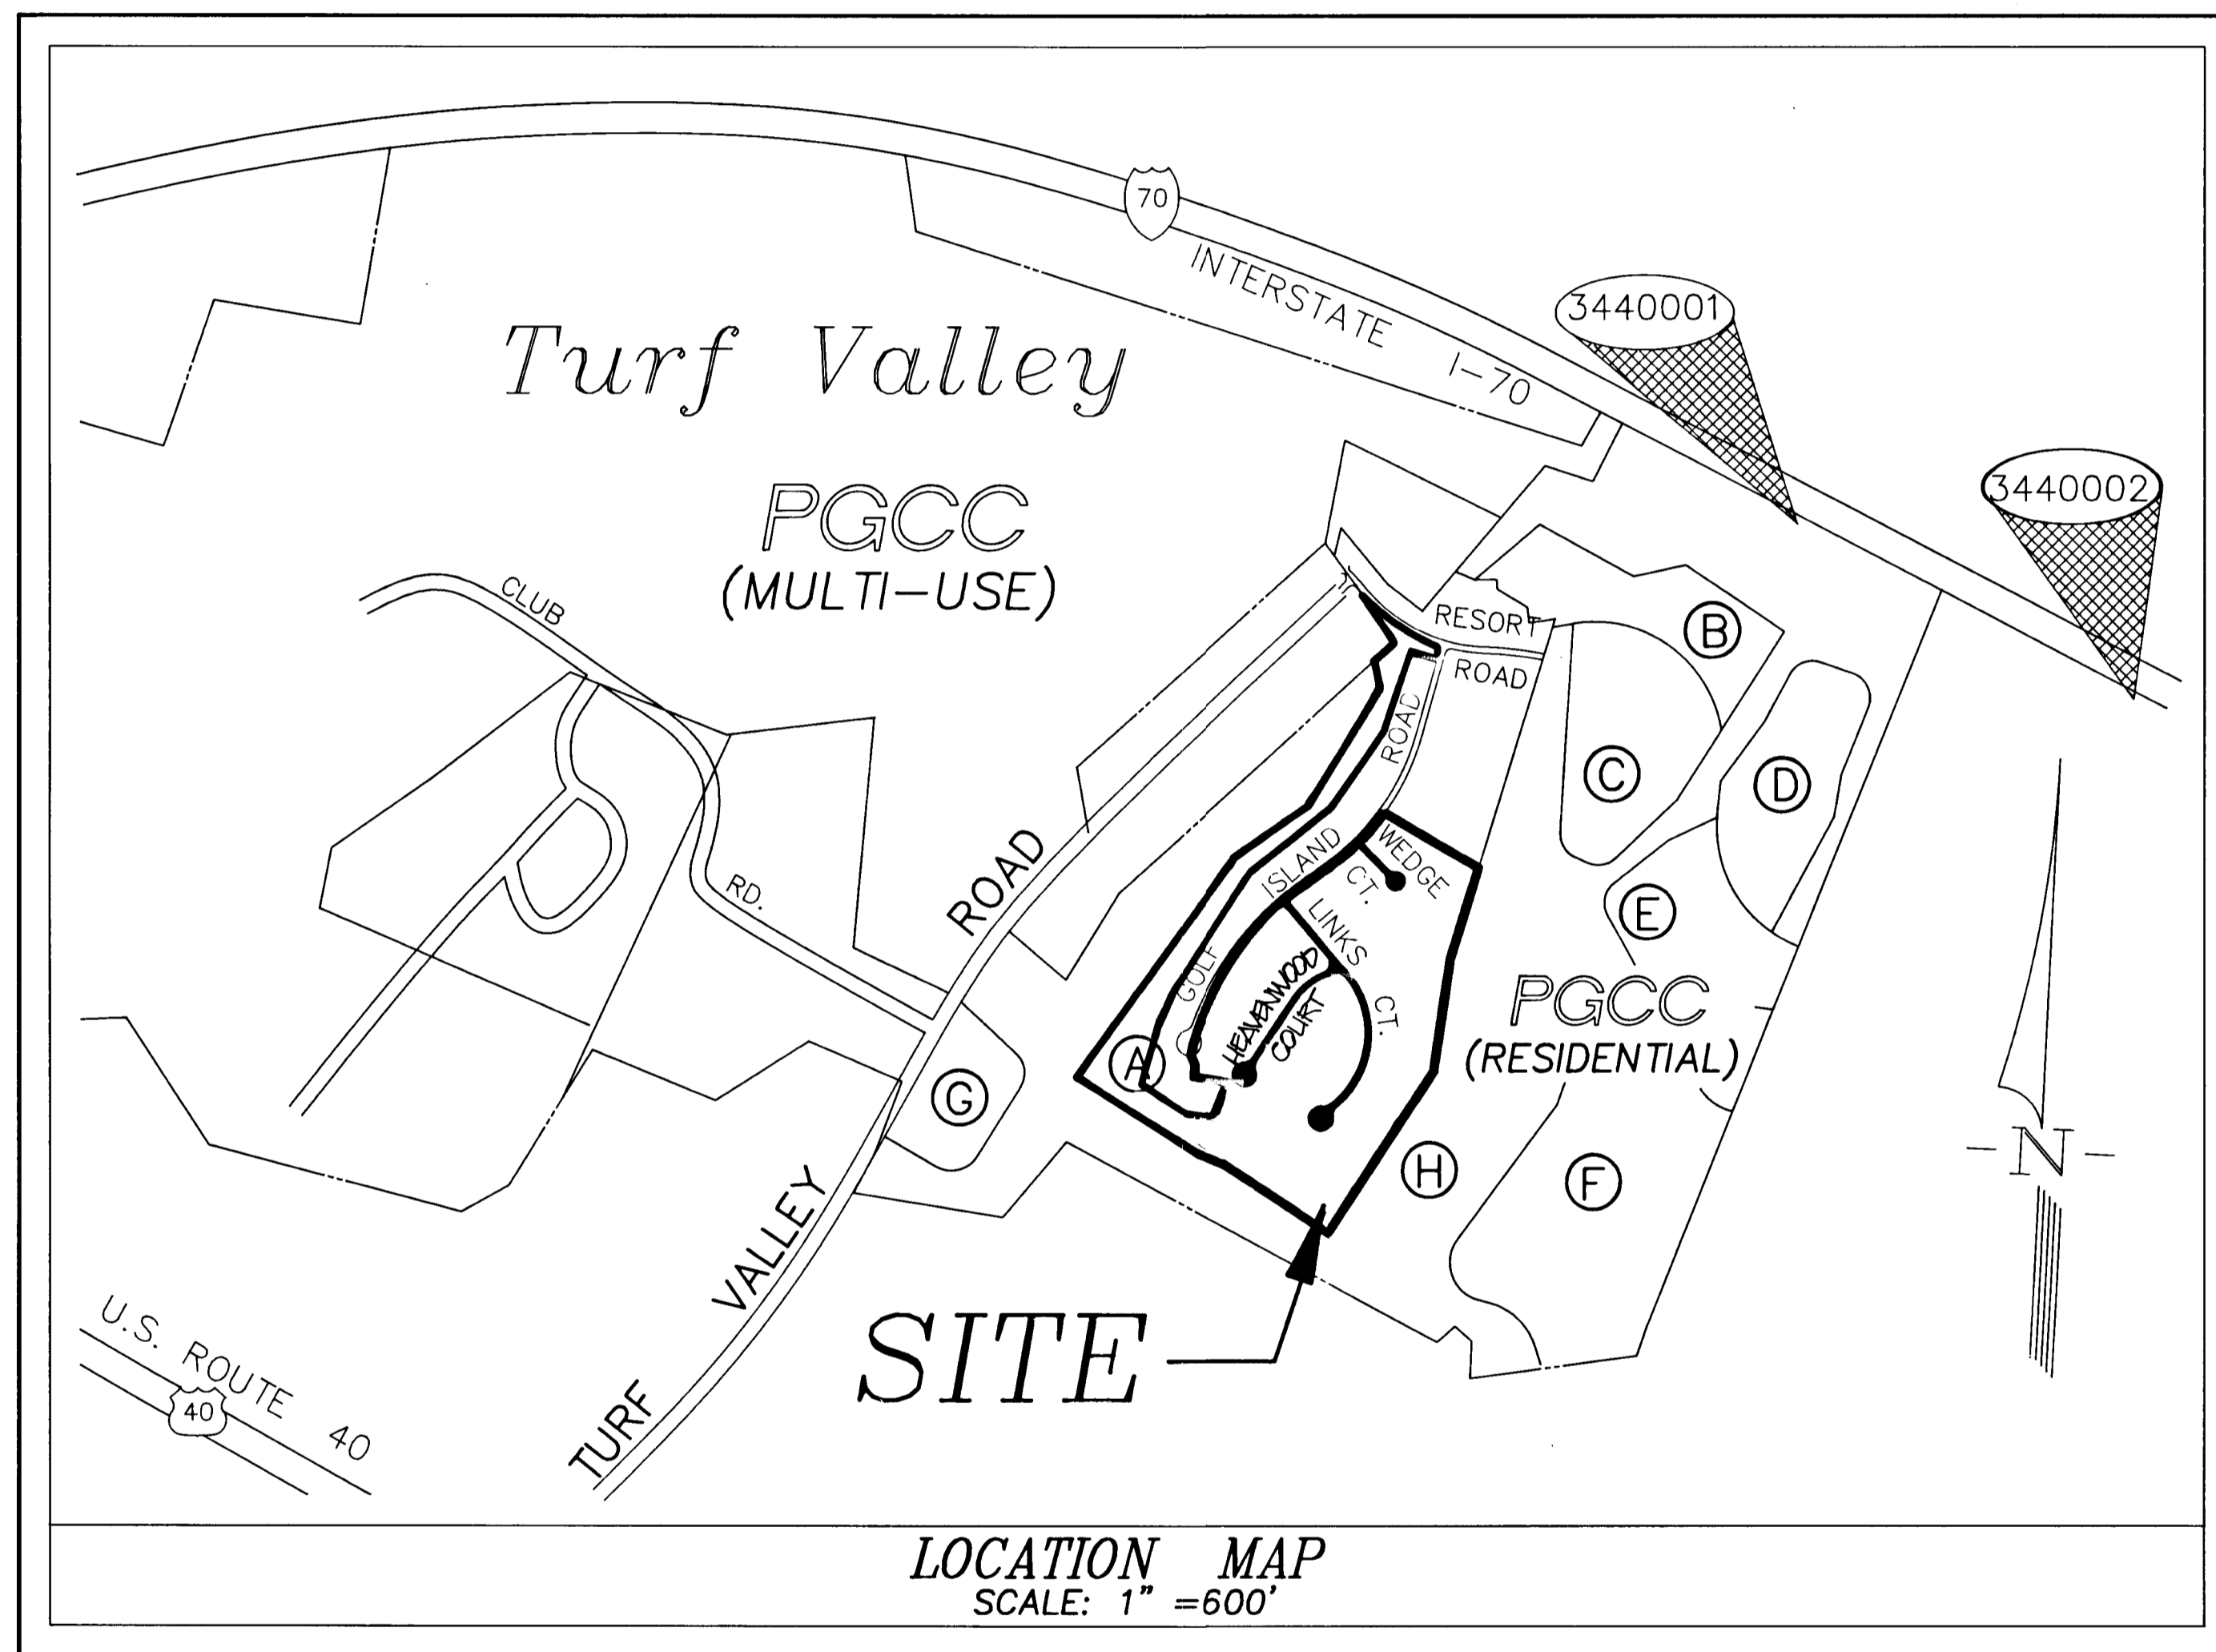 70
INTERSTATE I-70
3440001
3440002
Turf Valley
PGCC
(MULTI-USE)
CLUB
RD.
RESORT
ROAD
B
C
D
E
ROAD
ISLAND
GOLF
WEDGE
CT.
LINKS
CT.
HEAVENWOOD
COURT
A
G
H
F
PGCC
(RESIDENTIAL)
ROAD
VALLEY
TURF
-N-
SITE
U.S. ROUTE 40
40
LOCATION MAP
SCALE: 1" =600'